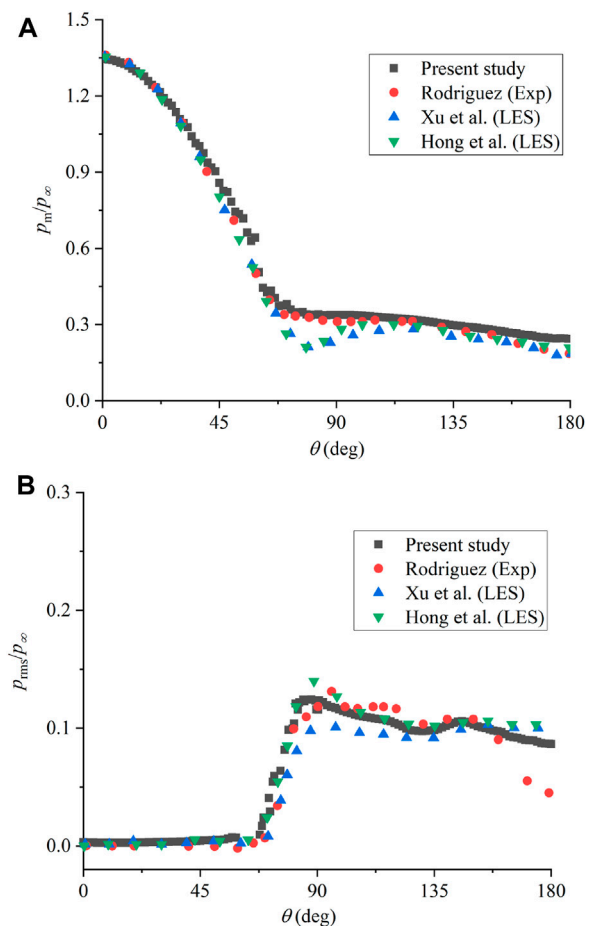 A
1.5
1.2
0.9
0.6
0.3
0.0
pm/p∞
Present study
Rodriguez (Exp)
Xu et al. (LES)
Hong et al. (LES)
0 45 90 135 180
θ (deg)
B
0.3
0.2
0.1
0.0
prms/p∞
Present study
Rodriguez (Exp)
Xu et al. (LES)
Hong et al. (LES)
0 45 90 135 180
θ (deg)